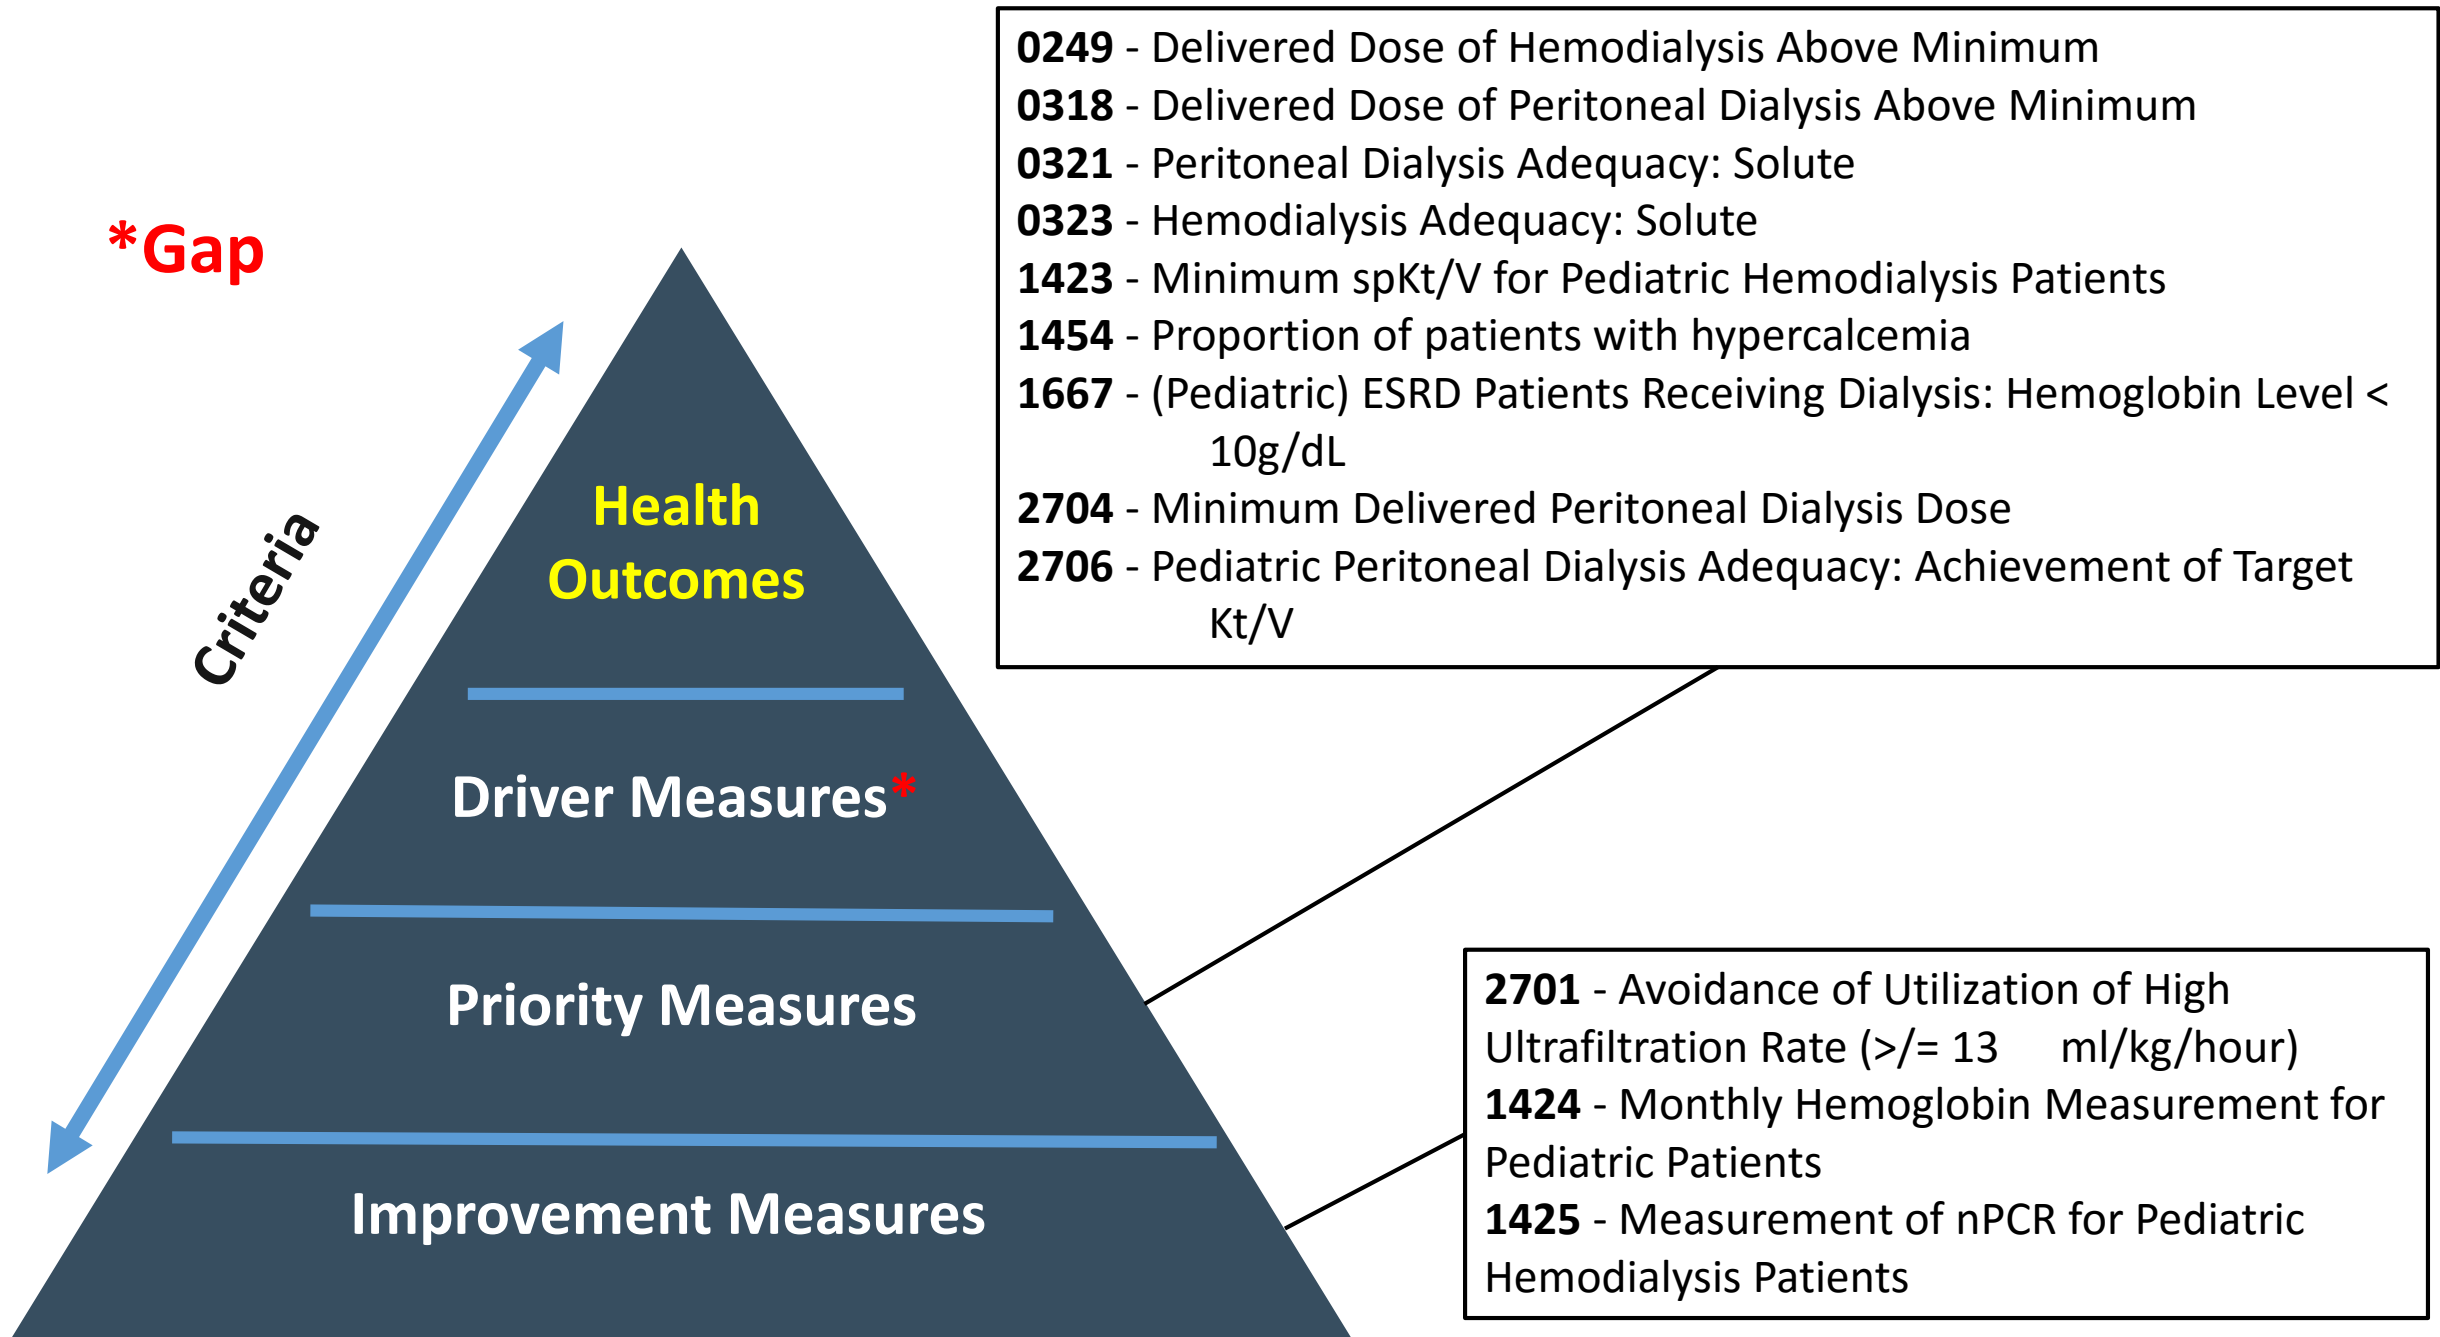 *Gap
Criteria
Health
Outcomes
Driver Measures*
Priority Measures
Improvement Measures
0249 - Delivered Dose of Hemodialysis Above Minimum
0318 - Delivered Dose of Peritoneal Dialysis Above Minimum
0321 - Peritoneal Dialysis Adequacy: Solute
0323 - Hemodialysis Adequacy: Solute
1423 - Minimum spKt/V for Pediatric Hemodialysis Patients
1454 - Proportion of patients with hypercalcemia
1667 - (Pediatric) ESRD Patients Receiving Dialysis: Hemoglobin Level <
10g/dL
2704 - Minimum Delivered Peritoneal Dialysis Dose
2706 - Pediatric Peritoneal Dialysis Adequacy: Achievement of Target
Kt/V
2701 - Avoidance of Utilization of High
Ultrafiltration Rate (>/= 13 ml/kg/hour)
1424 - Monthly Hemoglobin Measurement for
Pediatric Patients
1425 - Measurement of nPCR for Pediatric
Hemodialysis Patients